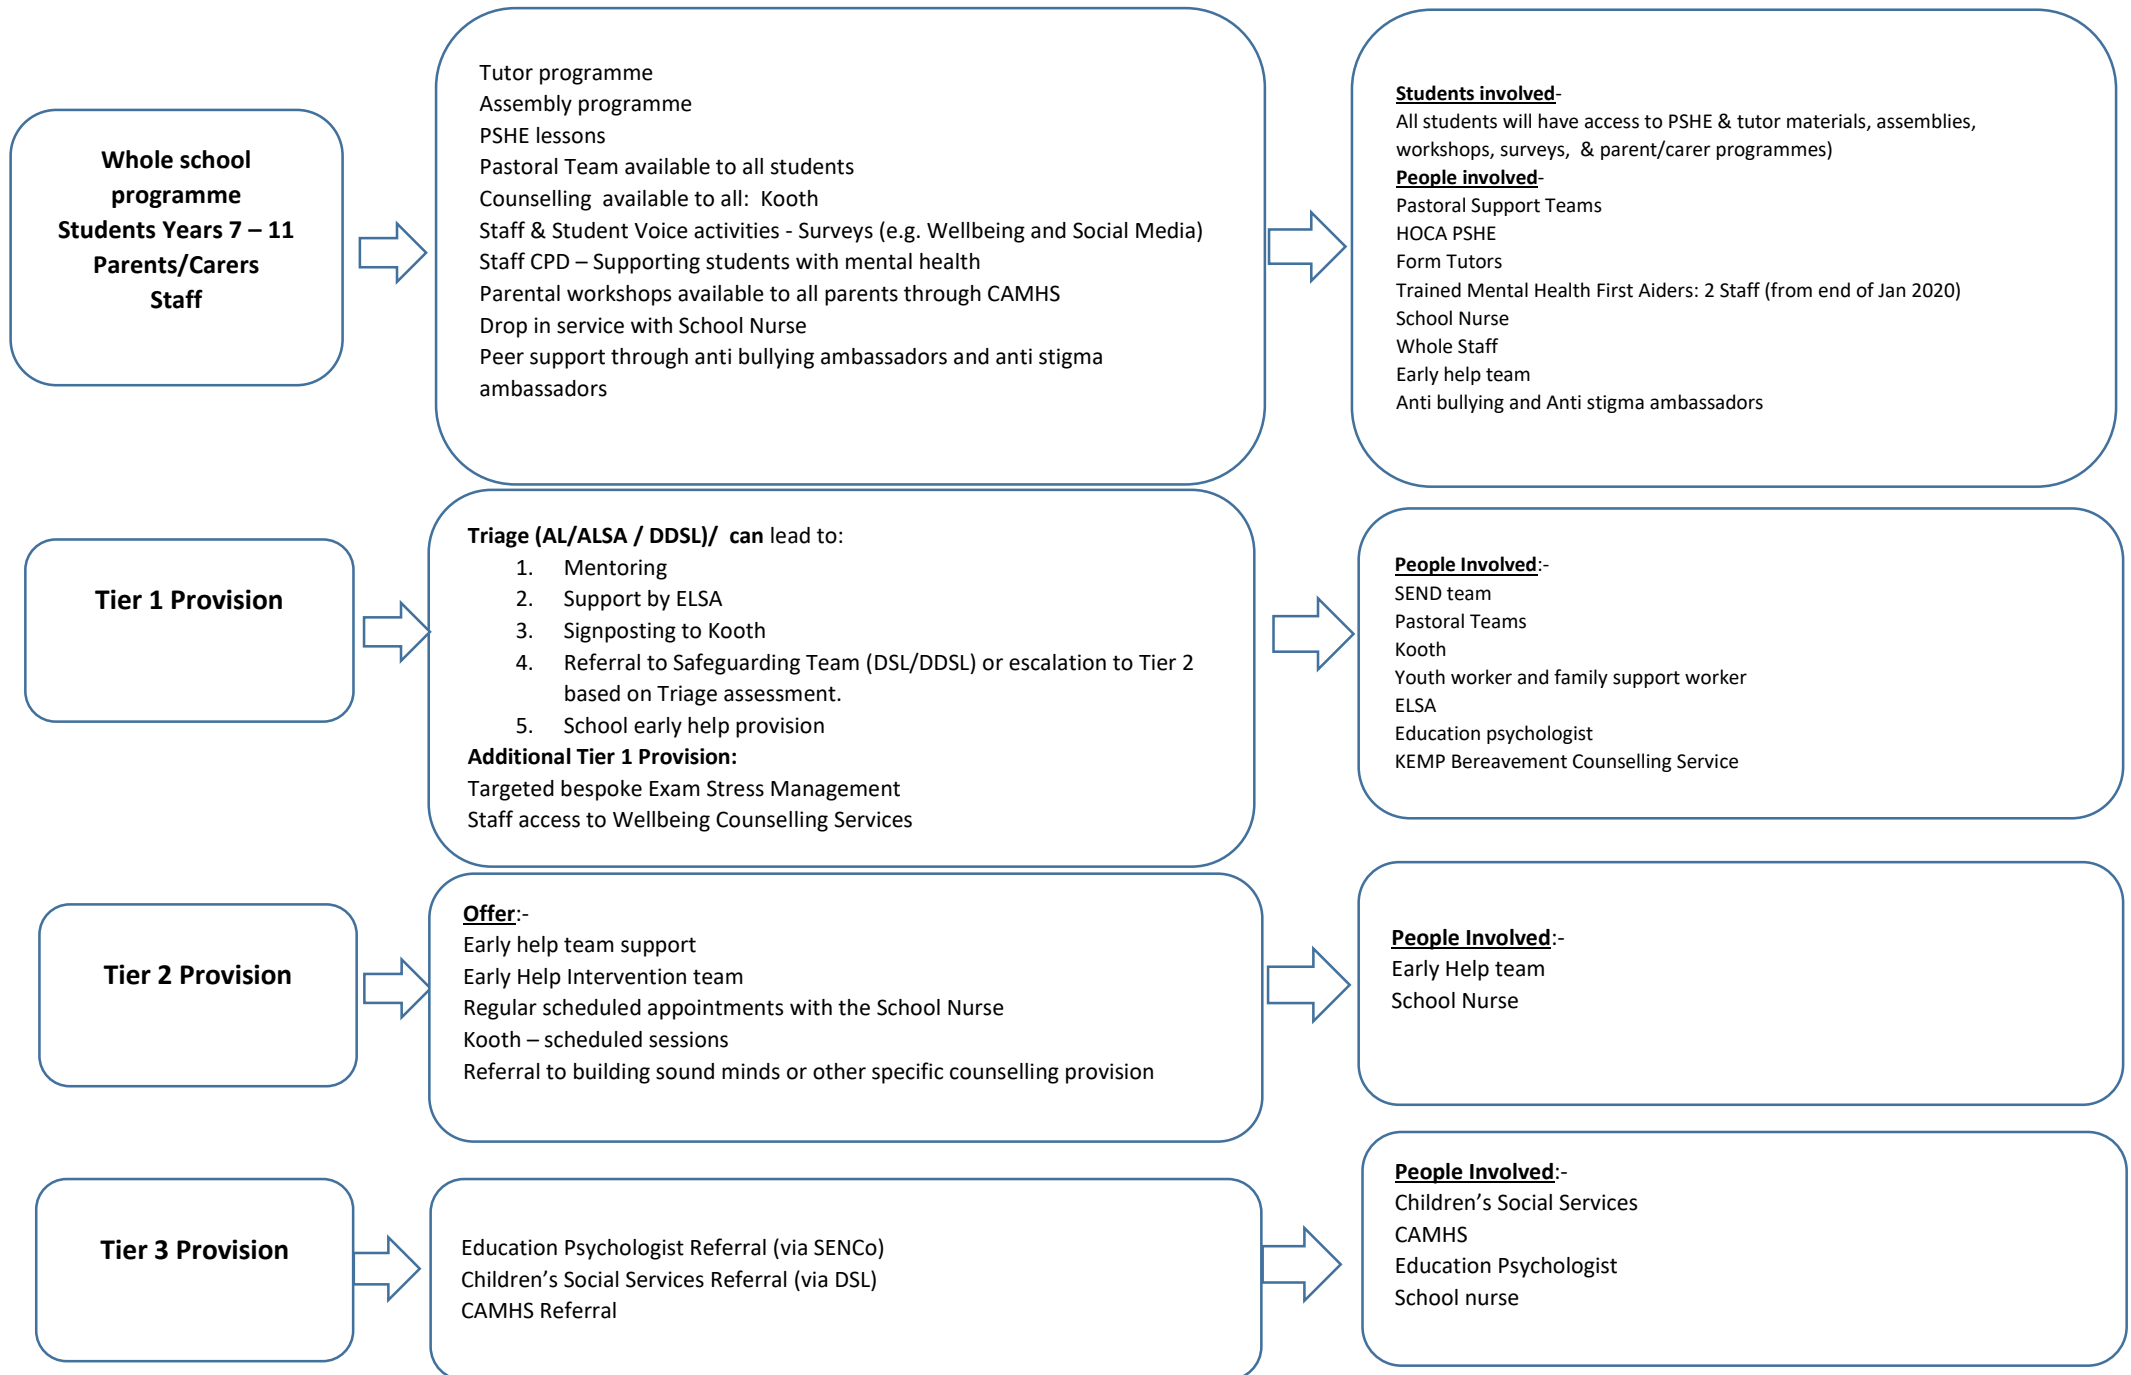 Whole school
programme
Students Years 7 – 11
Parents/Carers
Staff
Tutor programme
Assembly programme
PSHE lessons
Pastoral Team available to all students
Counselling  available to all:  Kooth
Staff & Student Voice activities - Surveys (e.g. Wellbeing and Social Media)
Staff CPD – Supporting students with mental health
Parental workshops available to all parents through CAMHS
Drop in service with School Nurse
Peer support through anti bullying ambassadors and anti stigma
ambassadors
Students involved-
All students will have access to PSHE & tutor materials, assemblies,
workshops, surveys,  & parent/carer programmes)
People involved-
Pastoral Support Teams
HOCA PSHE
Form Tutors
Trained Mental Health First Aiders: 2 Staff (from end of Jan 2020)
School Nurse
Whole Staff
Early help team
Anti bullying and Anti stigma ambassadors
Tier 1 Provision
Triage (AL/ALSA / DDSL)/  can lead to:
1. Mentoring
2. Support by ELSA
3. Signposting to Kooth
4. Referral to Safeguarding Team (DSL/DDSL) or escalation to Tier 2
based on Triage assessment.
5. School early help provision
Additional Tier 1 Provision:
Targeted bespoke Exam Stress Management
Staff access to Wellbeing Counselling Services
People Involved:-
SEND team
Pastoral Teams
Kooth
Youth worker and family support worker
ELSA
Education psychologist
KEMP Bereavement Counselling Service
Tier 2 Provision
Offer:-
Early help team support
Early Help Intervention team
Regular scheduled appointments with the School Nurse
Kooth – scheduled sessions
Referral to building sound minds or other specific counselling provision
People Involved:-
Early Help team
School Nurse
Tier 3 Provision
Education Psychologist Referral (via SENCo)
Children’s Social Services Referral (via DSL)
CAMHS Referral
People Involved:-
Children’s Social Services
CAMHS
Education Psychologist
School nurse